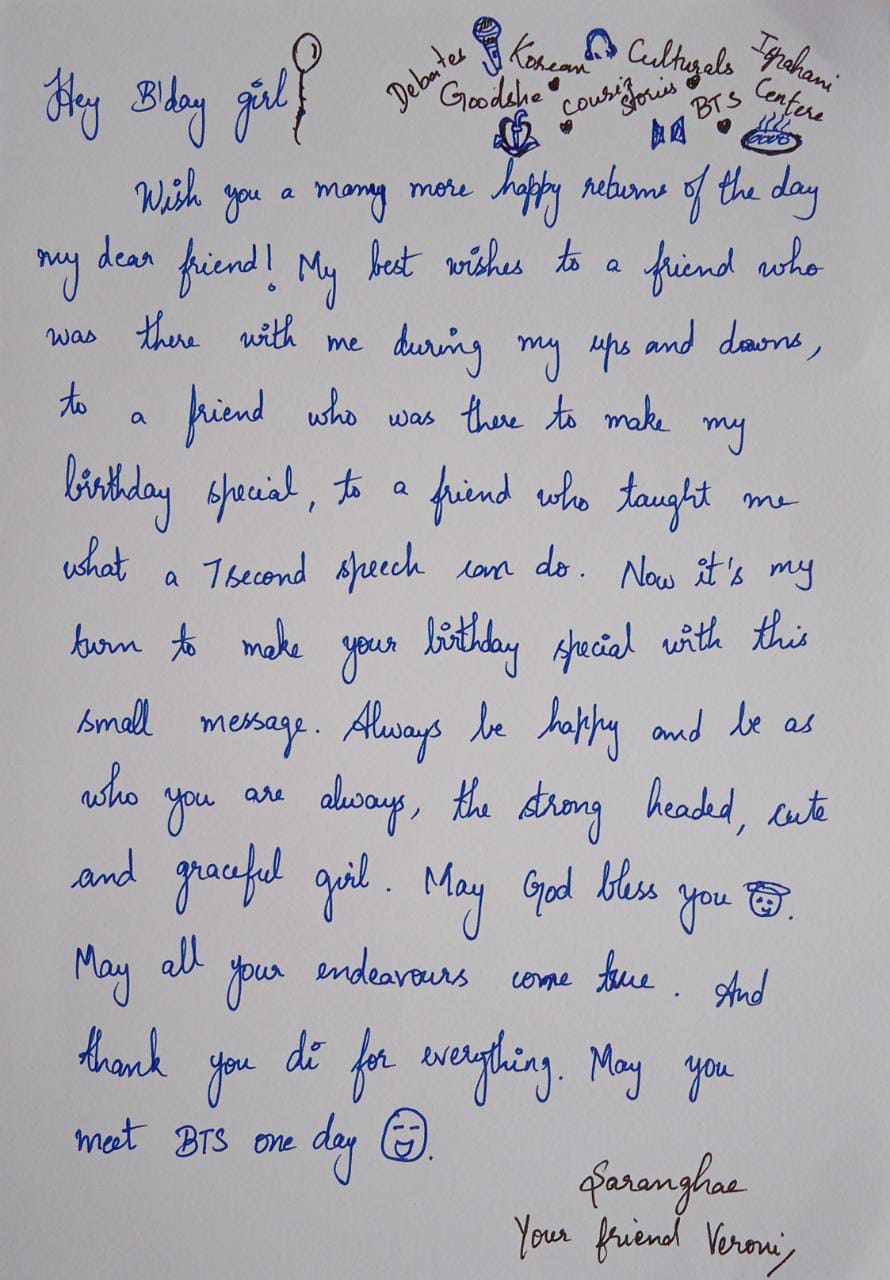 Hey B'day girl
Debates Korean Culturals Igrahani
Goodshe cousin stories BTS Centere
Wish you a many more happy returns of the day
my dear friend! My best wishes to a friend who
was there with me during my ups and downs,
to a friend who was there to make my
birthday special, to a friend who taught me
what a 7second speech can do. Now it's my
turn to make your birthday special with this
small message. Always be happy and be as
who you are always, the strong headed, cute
and graceful girl. May God bless you.
May all your endeavours come true. And
thank you di for everything. May you
meet BTS one day.
Saranghae
Your friend Veroni,